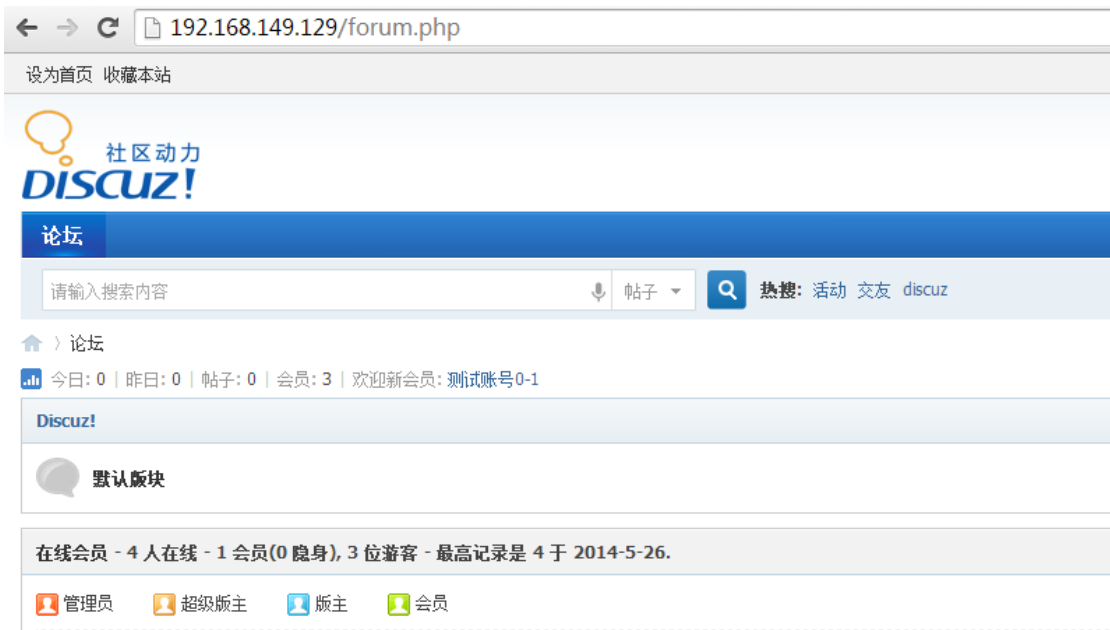 192.168.149.129/forum.php
设为首页 收藏本站
社区动力
DISCUZ!
论坛
请输入搜索内容 帖子 热搜: 活动 交友 discuz
〉 论坛
今日: 0 | 昨日: 0 | 帖子: 0 | 会员: 3 | 欢迎新会员: 测试账号0-1
Discuz!
默认版块
在线会员 - 4 人在线 - 1 会员(0 隐身), 3 位游客 - 最高记录是 4 于 2014-5-26.
管理员 超级版主 版主 会员